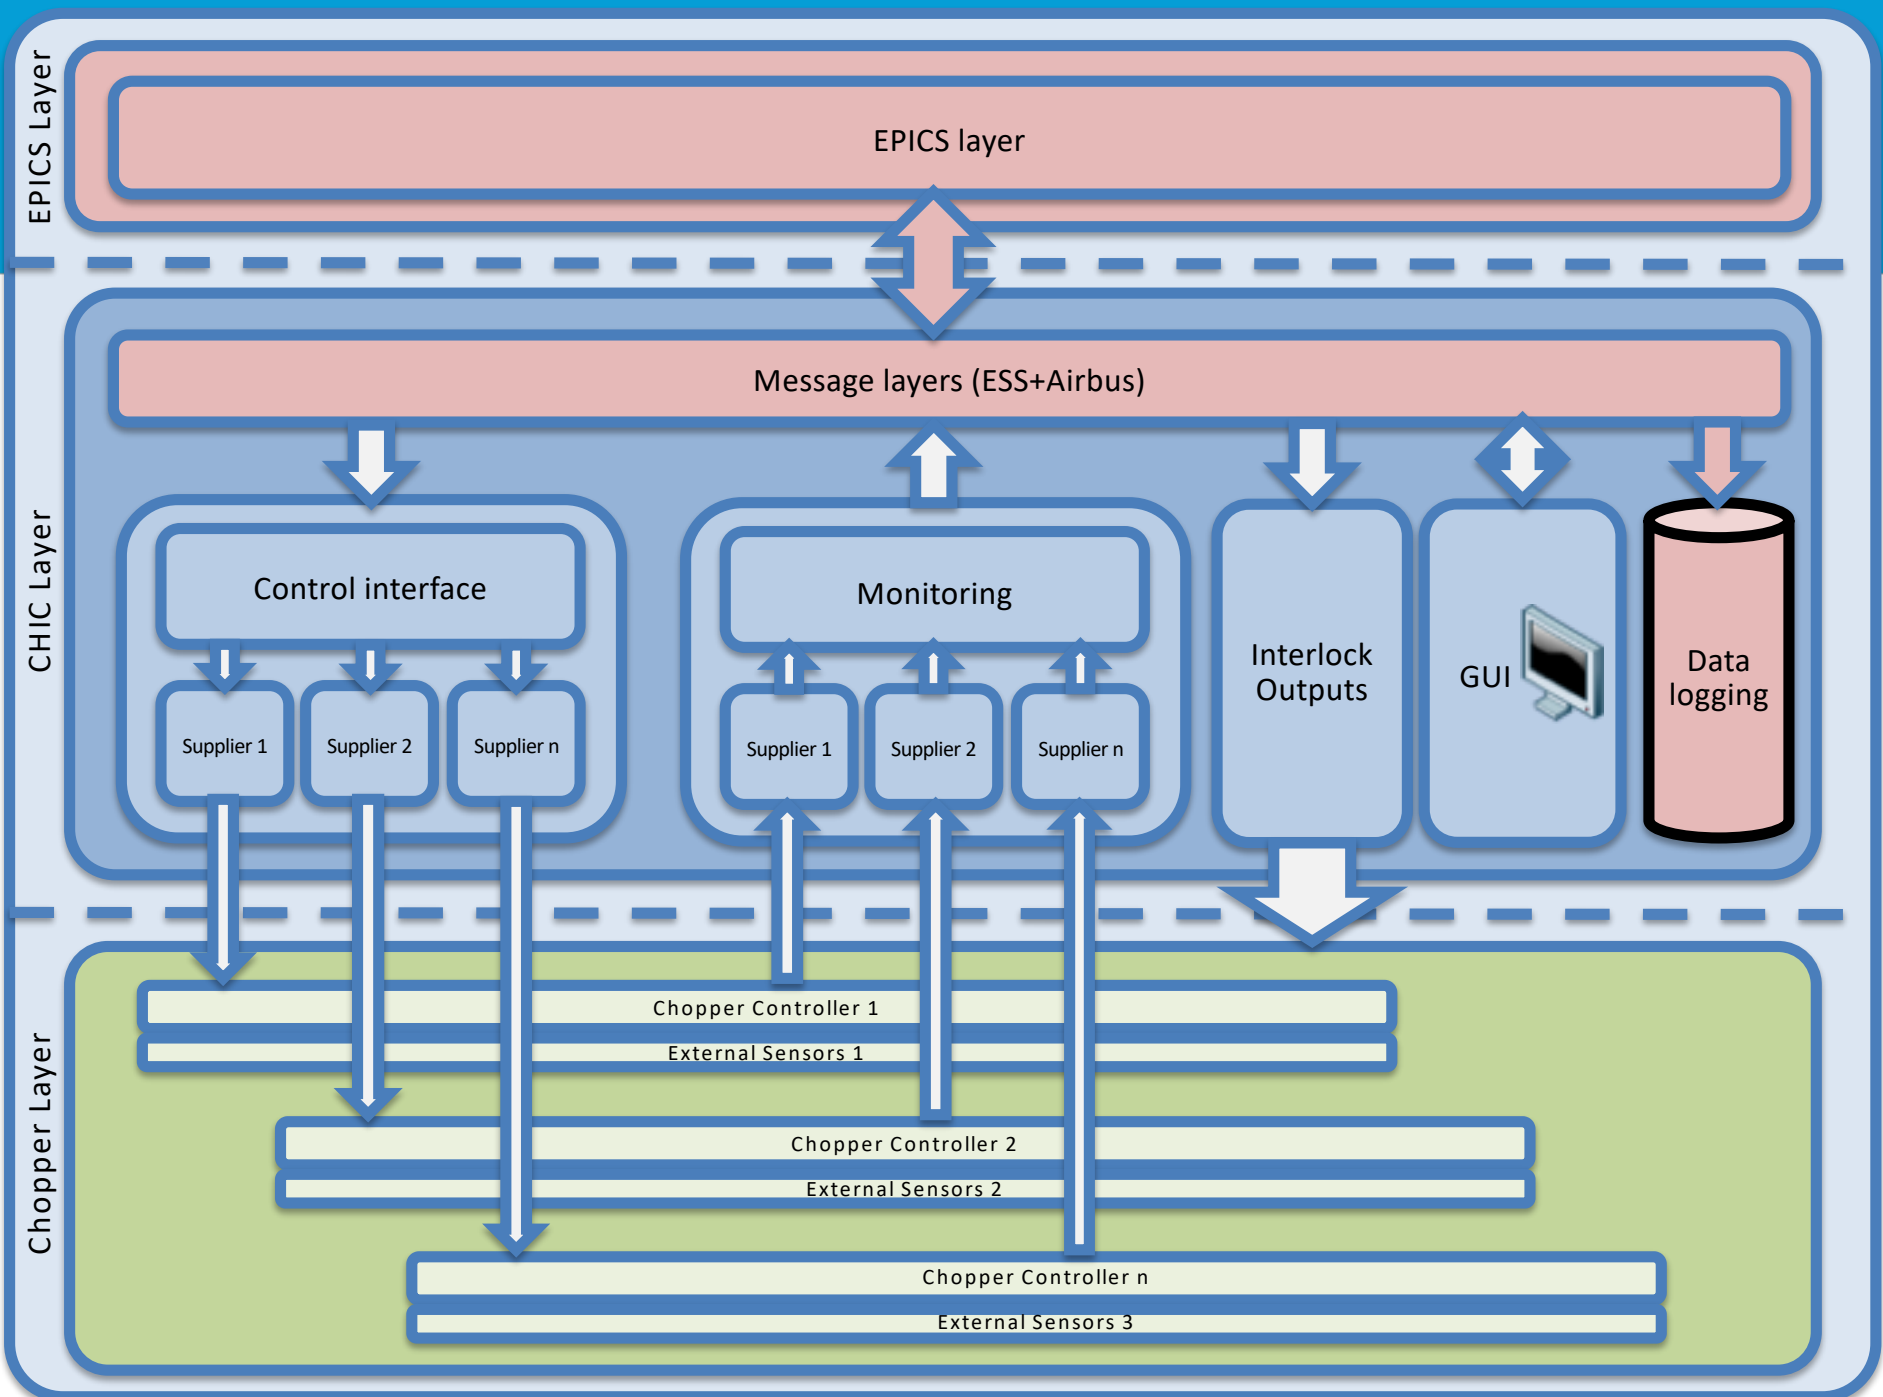 EPICS Layer
EPICS layer
CHIC Layer
Message layers (ESS+Airbus)
Control interface
Supplier 1
Supplier 2
Supplier n
Monitoring
Supplier 1
Supplier 2
Supplier n
Interlock
Outputs
GUI
Data
logging
Chopper Layer
Chopper Controller 1
External Sensors 1
Chopper Controller 2
External Sensors 2
Chopper Controller n
External Sensors 3